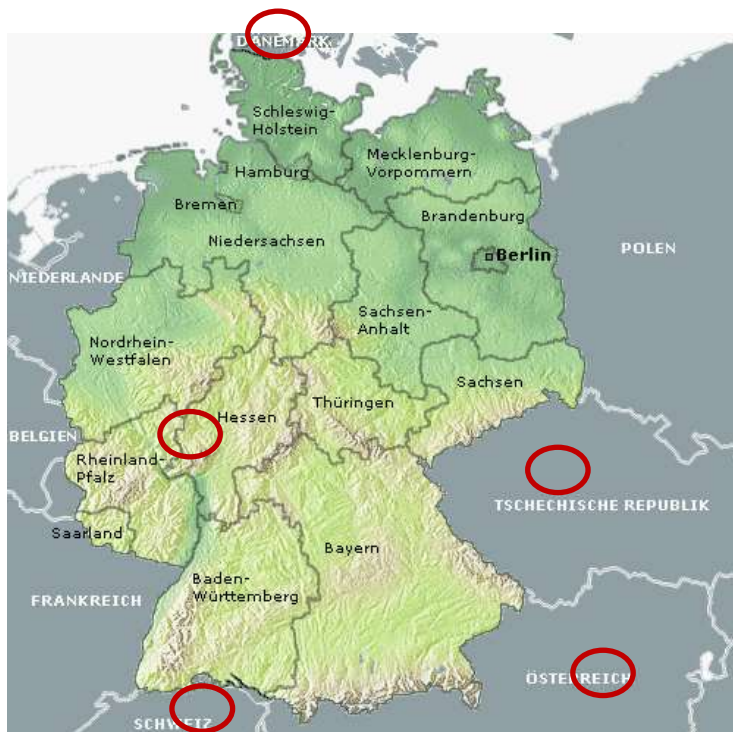 DÄNEMARK
Schleswig-
Holstein
Mecklenburg-
Vorpommern
Hamburg
Bremen
Brandenburg
Niedersachsen
Berlin
POLEN
NIEDERLANDE
Sachsen-
Anhalt
Nordrhein-
Westfalen
Sachsen
Thüringen
Hessen
BELGIEN
Rheinland-
Pfalz
TSCHECHISCHE REPUBLIK
Saarland
Bayern
Baden-
Württemberg
FRANKREICH
ÖSTERREICH
SCHWEIZ